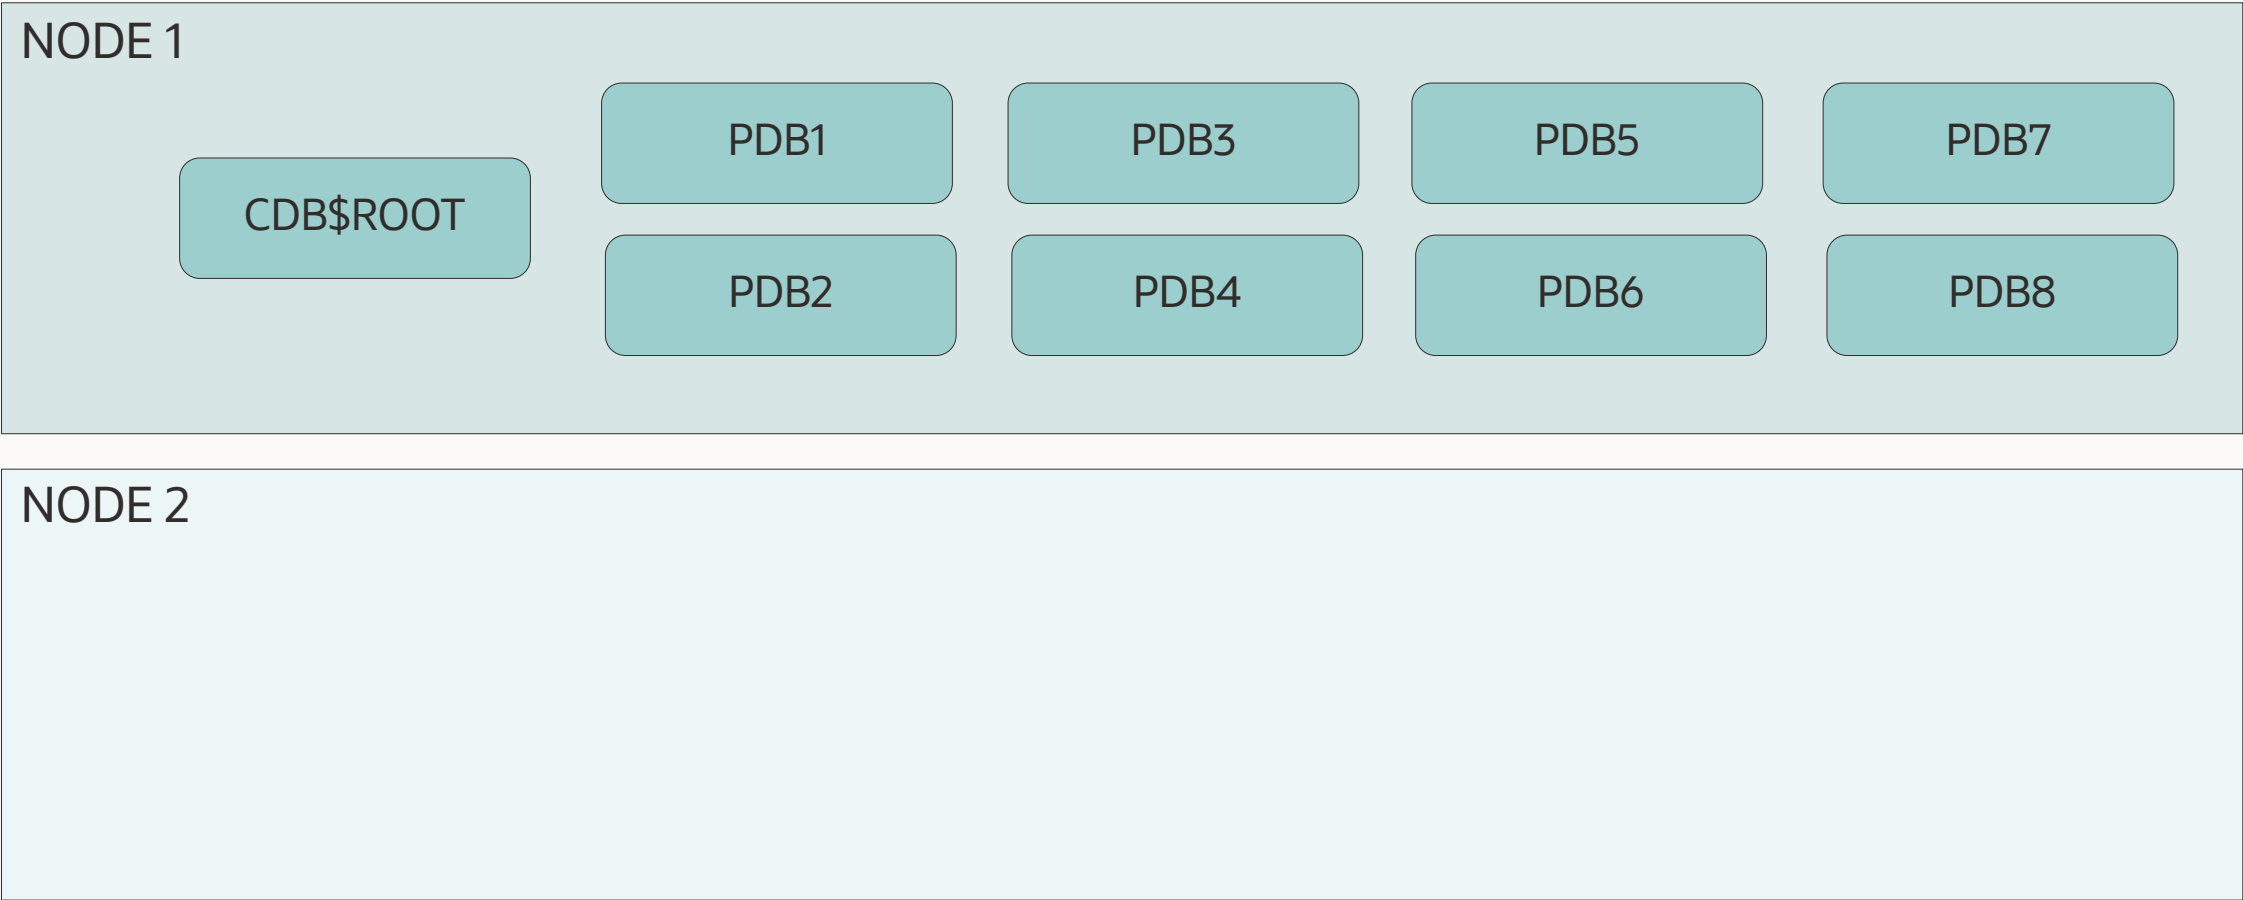 NODE 1
PDB1
PDB3
PDB5
PDB7
CDB$ROOT
PDB2
PDB4
PDB6
PDB8
NODE 2